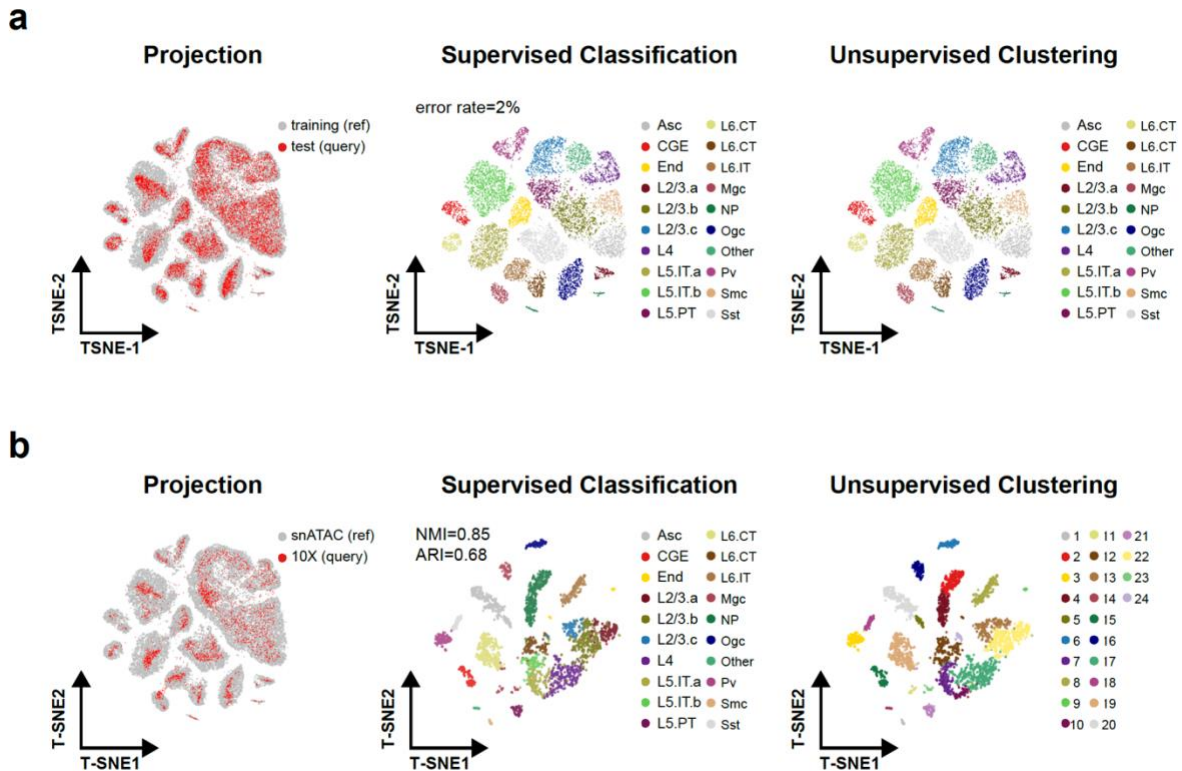 a
Projection
Supervised Classification
Unsupervised Clustering
training (ref)
test (query)
TSNE-2
TSNE-1
error rate=2%
TSNE-2
TSNE-1
Asc
CGE
End
L2/3.a
L2/3.b
L2/3.c
L4
L5.IT.a
L5.IT.b
L5.PT
L6.CT
L6.CT
L6.IT
Mgc
NP
Ogc
Other
Pv
Smc
Sst
TSNE-2
TSNE-1
Asc
CGE
End
L2/3.a
L2/3.b
L2/3.c
L4
L5.IT.a
L5.IT.b
L5.PT
L6.CT
L6.CT
L6.IT
Mgc
NP
Ogc
Other
Pv
Smc
Sst
b
Projection
Supervised Classification
Unsupervised Clustering
snATAC (ref)
10X (query)
T-SNE2
T-SNE1
NMI=0.85
ARI=0.68
T-SNE2
T-SNE1
Asc
CGE
End
L2/3.a
L2/3.b
L2/3.c
L4
L5.IT.a
L5.IT.b
L5.PT
L6.CT
L6.CT
L6.IT
Mgc
NP
Ogc
Other
Pv
Smc
Sst
T-SNE2
T-SNE1
1
2
3
4
5
6
7
8
9
10
11
12
13
14
15
16
17
18
19
20
21
22
23
24